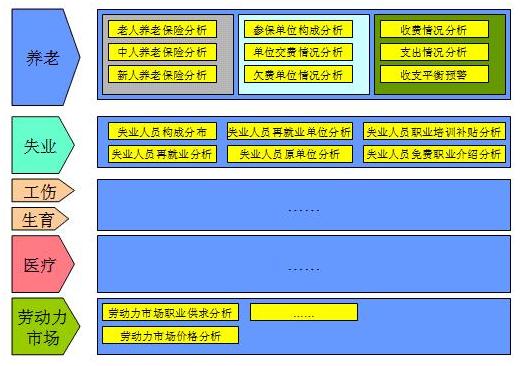 养老
老人养老保险分析
中人养老保险分析
新人养老保险分析
参保单位构成分析
单位交费情况分析
欠费单位情况分析
收费情况分析
支出情况分析
收支平衡预警
失业
失业人员构成分布
失业人员再就业单位分析
失业人员职业培训补贴分析
失业人员再就业分析
失业人员原单位分析
失业人员免费职业介绍分析
工伤
生育
……
医疗
……
劳动力
市场
劳动力市场职业供求分析
……
劳动力市场价格分析